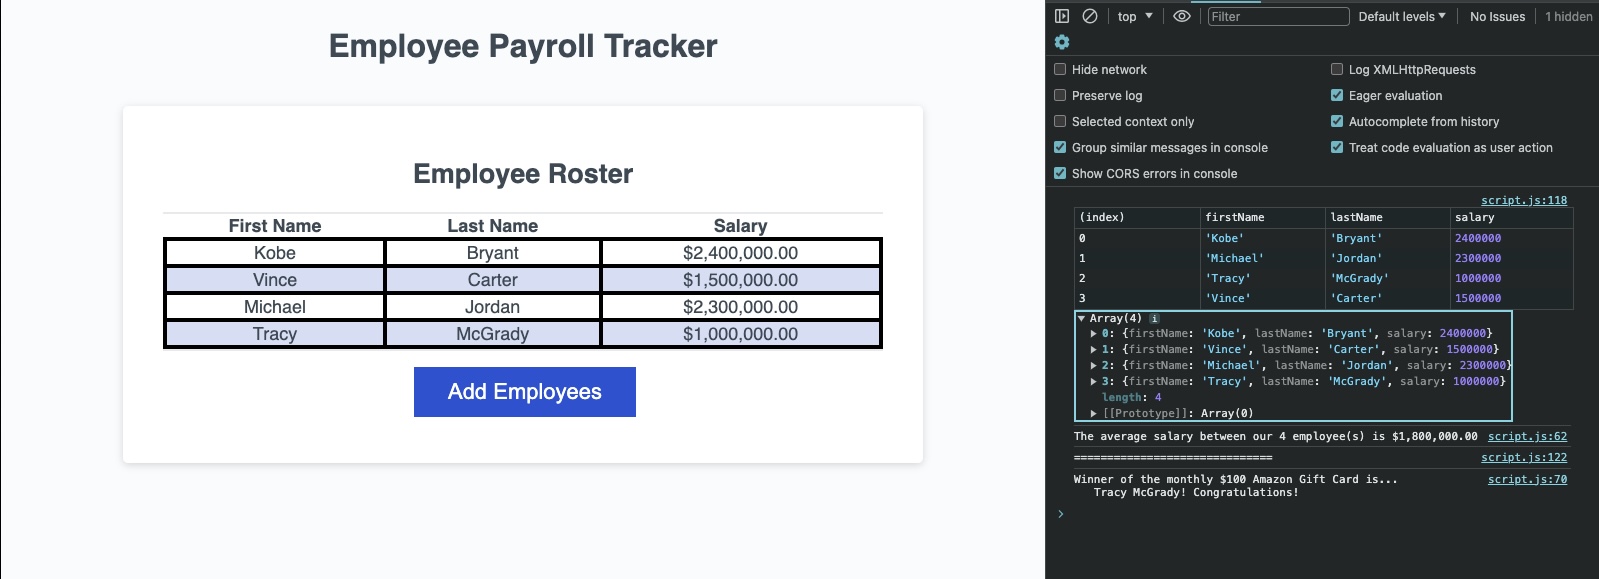 Employee Payroll Tracker
Employee Roster
First Name Last Name Salary
Kobe Bryant $2,400,000.00
Vince Carter $1,500,000.00
Michael Jordan $2,300,000.00
Tracy McGrady $1,000,000.00
Add Employees
top Filter Default levels No Issues 1 hidden
Hide network Log XMLHttpRequests
Preserve log Eager evaluation
Selected context only Autocomplete from history
Group similar messages in console Treat code evaluation as user action
Show CORS errors in console
script.js:118
(index) firstName lastName salary
0 'Kobe' 'Bryant' 2400000
1 'Michael' 'Jordan' 2300000
2 'Tracy' 'McGrady' 1000000
3 'Vince' 'Carter' 1500000
Array(4) i
0: {firstName: 'Kobe', lastName: 'Bryant', salary: 2400000}
1: {firstName: 'Vince', lastName: 'Carter', salary: 1500000}
2: {firstName: 'Michael', lastName: 'Jordan', salary: 2300000}
3: {firstName: 'Tracy', lastName: 'McGrady', salary: 1000000}
length: 4
[[Prototype]]: Array(0)
The average salary between our 4 employee(s) is $1,800,000.00 script.js:62
============================== script.js:122
Winner of the monthly $100 Amazon Gift Card is... script.js:70
Tracy McGrady! Congratulations!